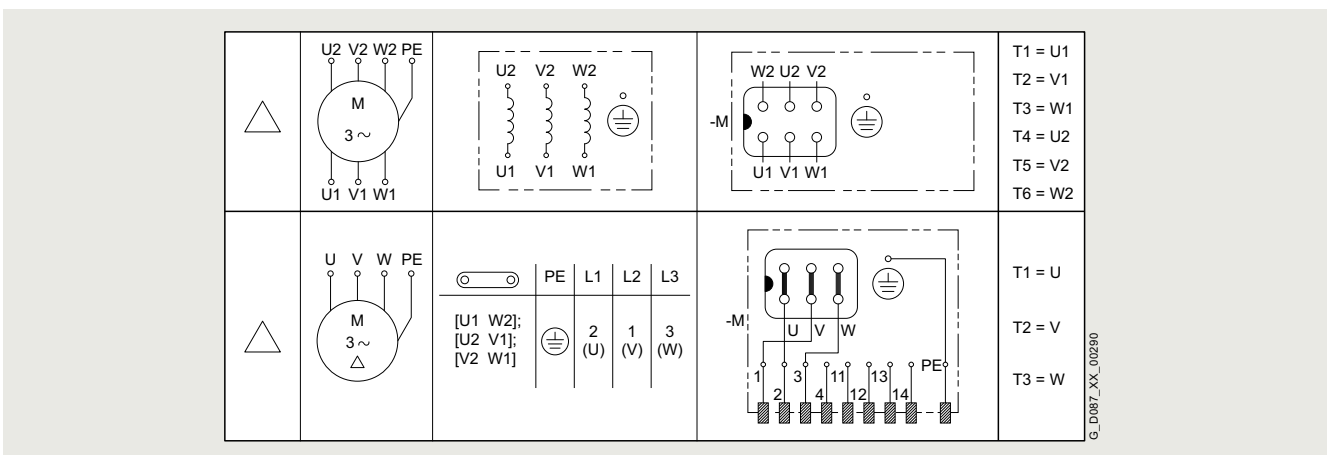 U2 V2 W2 PE
M
3 ~
U1 V1 W1
U2 V2 W2
U1 V1 W1
W2 U2 V2
-M
U1 V1 W1
T1 = U1
T2 = V1
T3 = W1
T4 = U2
T5 = V2
T6 = W2
U V W PE
M
3 ~
PE L1 L2 L3
[U1 W2];
[U2 V1];
[V2 W1]
2 1 3
(U) (V) (W)
-M
U V W
PE
1 3 11 13
2 4 12 14
T1 = U
T2 = V
T3 = W
G_D087_XX_00290